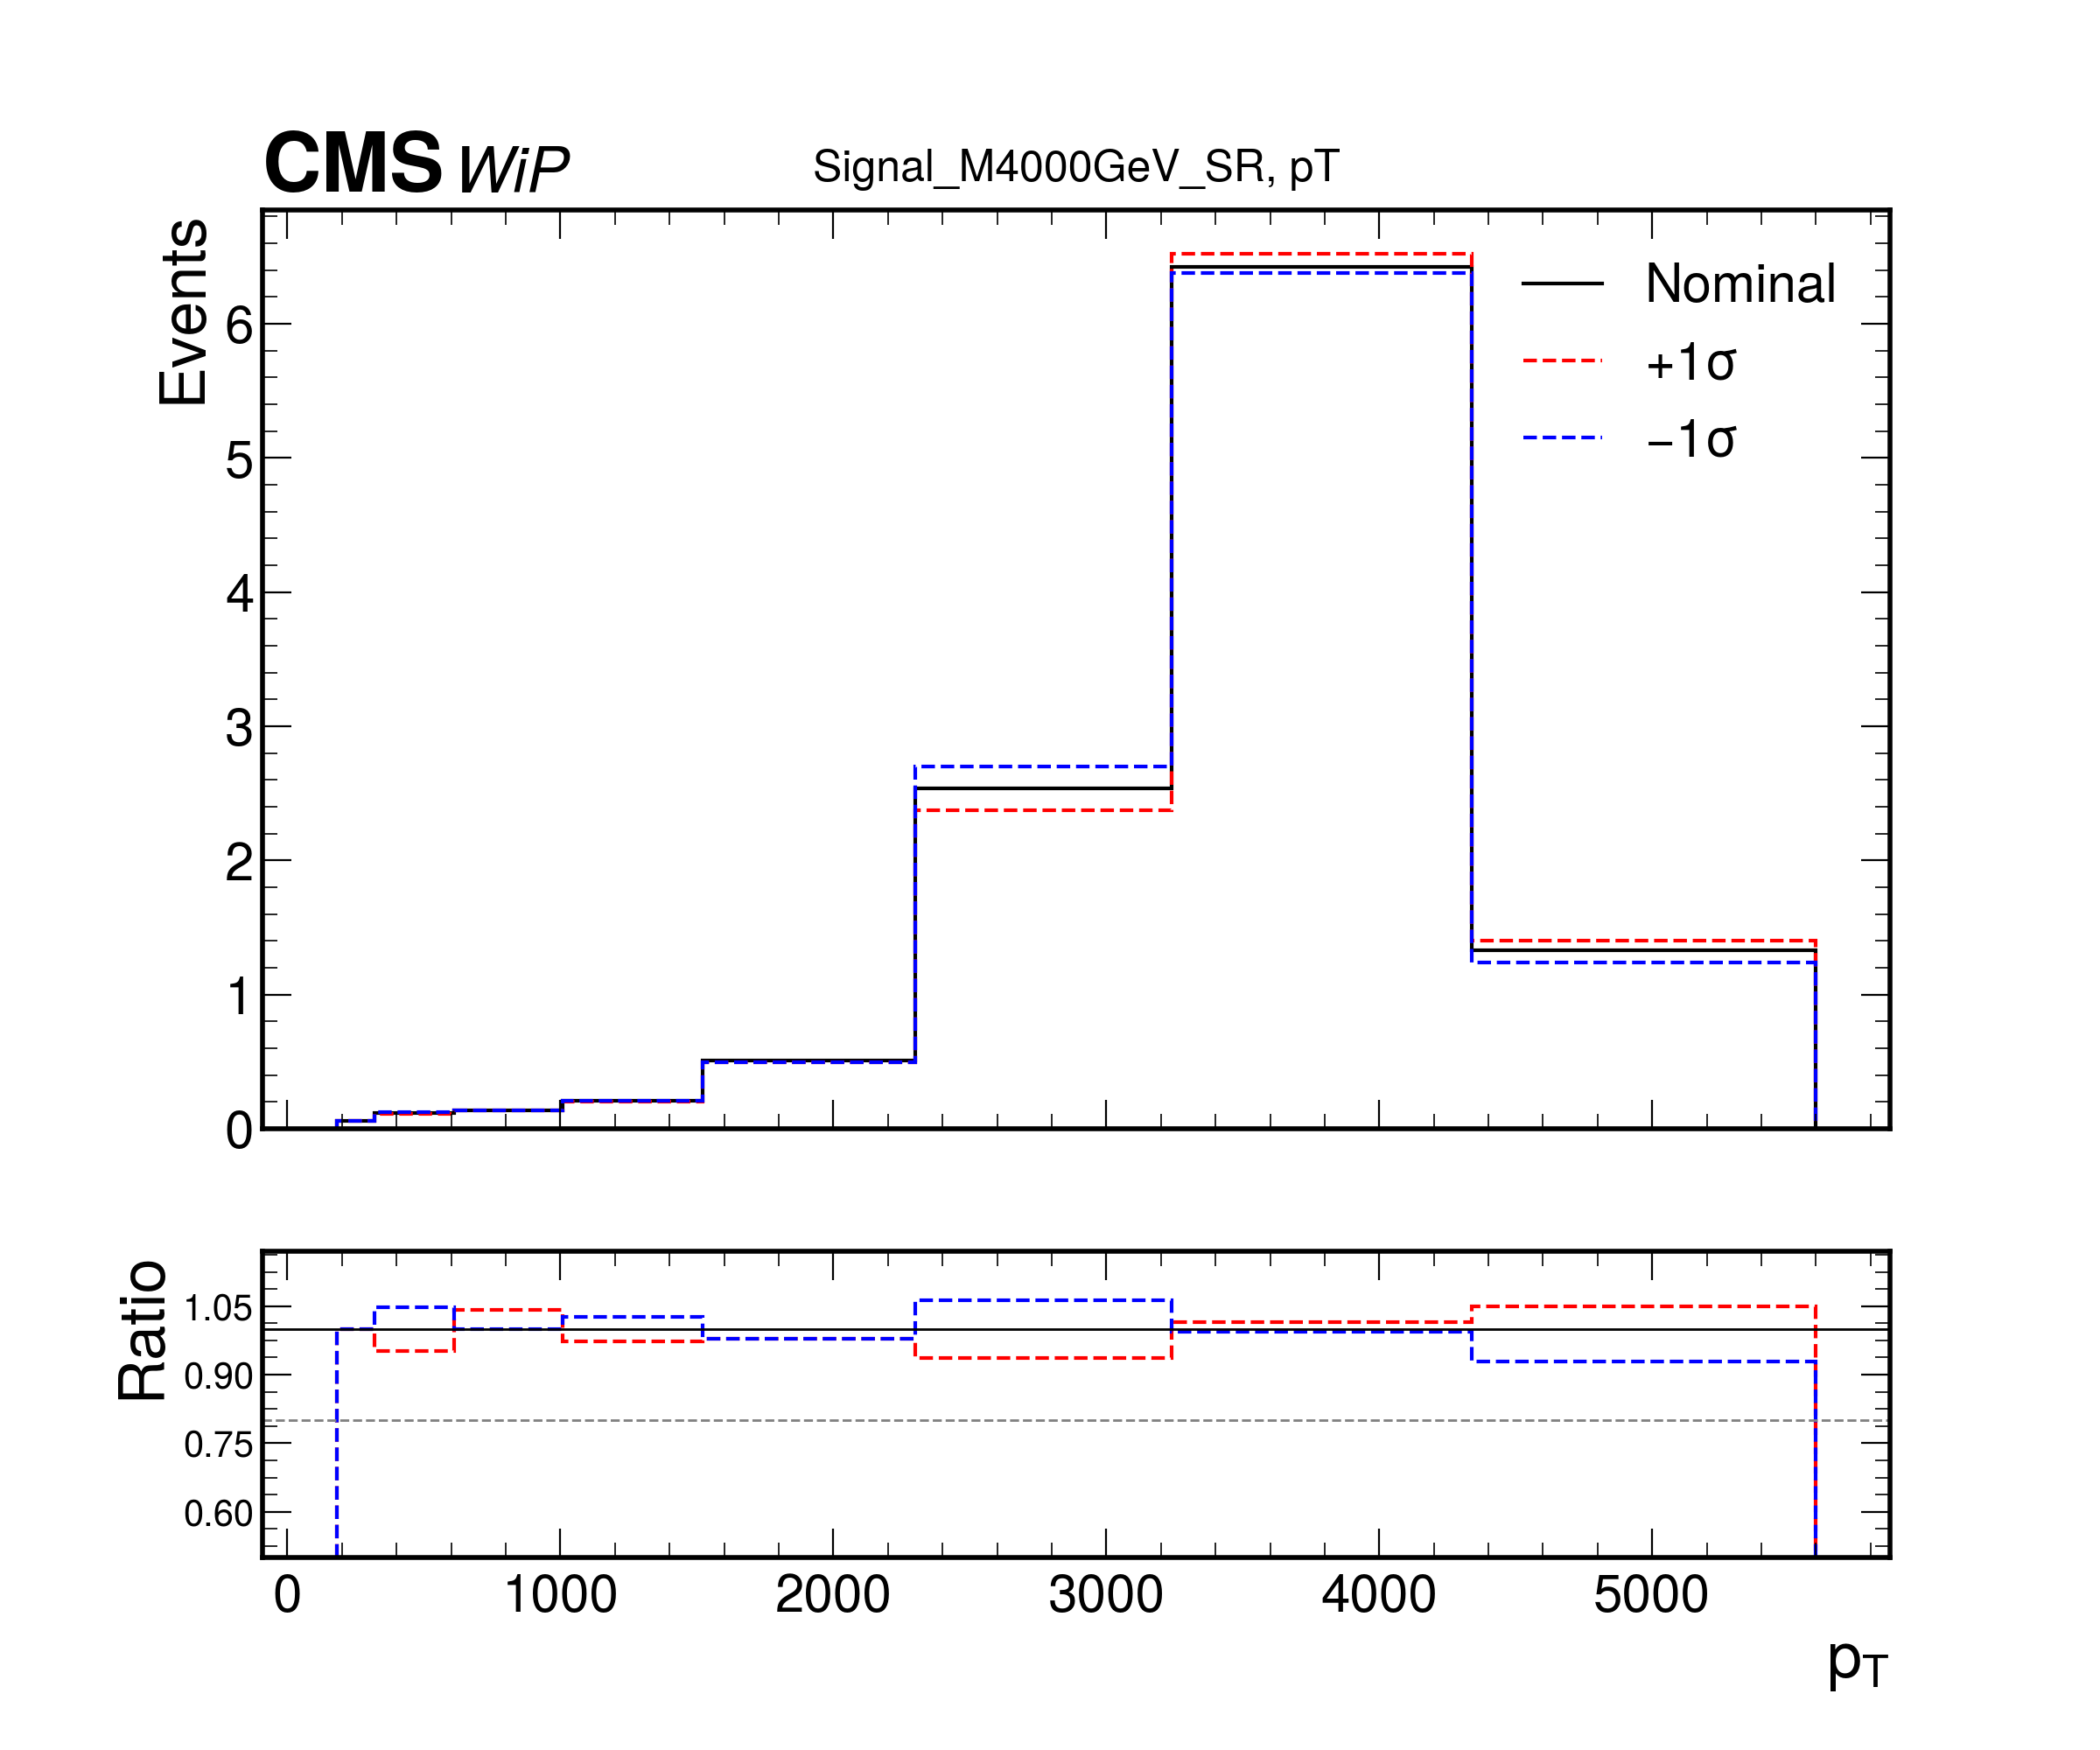 CMS WiP
Signal_M4000GeV_SR, pT
Events
6
5
4
3
2
1
0
Nominal
+1σ
−1σ
Ratio
1.05
0.90
0.75
0.60
0 1000 2000 3000 4000 5000
pT